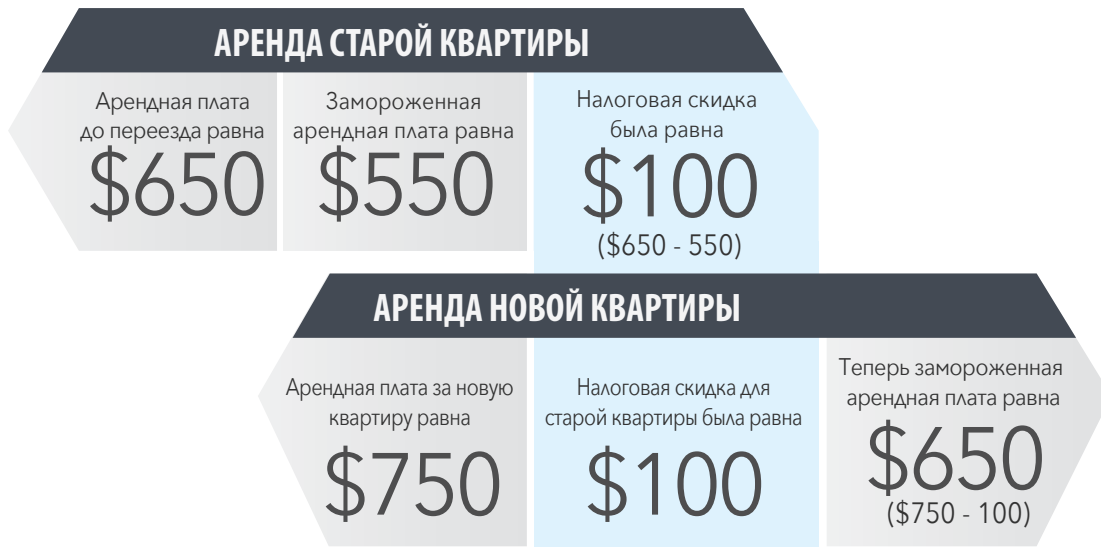 АРЕНДА СТАРОЙ КВАРТИРЫ
Арендная плата
до переезда равна
$650
Замороженная
арендная плата равна
$550
Налоговая скидка
была равна
$100
($650 - 550)
АРЕНДА НОВОЙ КВАРТИРЫ
Арендная плата за новую
квартиру равна
$750
Налоговая скидка для
старой квартиры была равна
$100
Теперь замороженная
арендная плата равна
$650
($750 - 100)